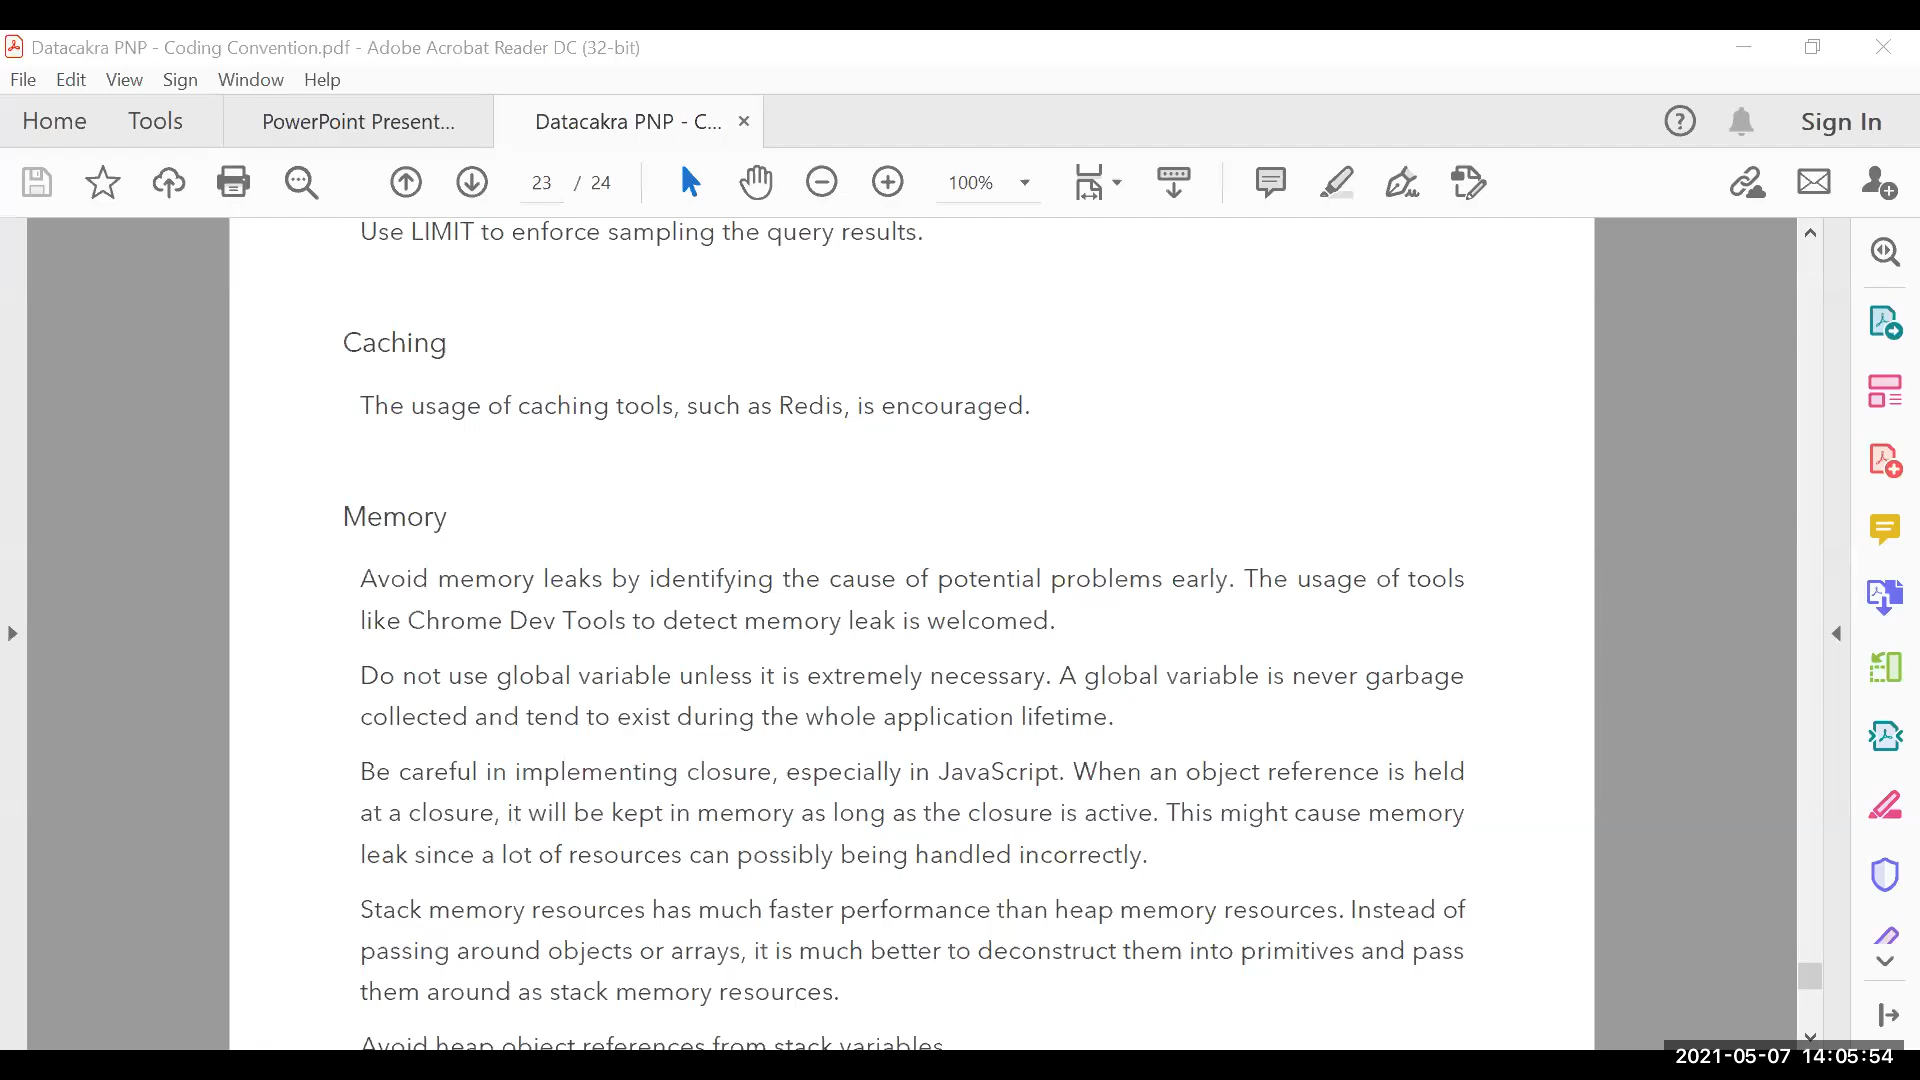 Datacakra PNP - Coding Convention.pdf - Adobe Acrobat Reader DC (32-bit)
File Edit View Sign Window Help
Home Tools PowerPoint Present... Datacakra PNP - C... × Sign In
23 / 24 100%
Use LIMIT to enforce sampling the query results.
Caching
The usage of caching tools, such as Redis, is encouraged.
Memory
Avoid memory leaks by identifying the cause of potential problems early. The usage of tools
like Chrome Dev Tools to detect memory leak is welcomed.
Do not use global variable unless it is extremely necessary. A global variable is never garbage
collected and tend to exist during the whole application lifetime.
Be careful in implementing closure, especially in JavaScript. When an object reference is held
at a closure, it will be kept in memory as long as the closure is active. This might cause memory
leak since a lot of resources can possibly being handled incorrectly.
Stack memory resources has much faster performance than heap memory resources. Instead of
passing around objects or arrays, it is much better to deconstruct them into primitives and pass
them around as stack memory resources.
Avoid heap object references from stack variables
2021-05-07 14:05:54